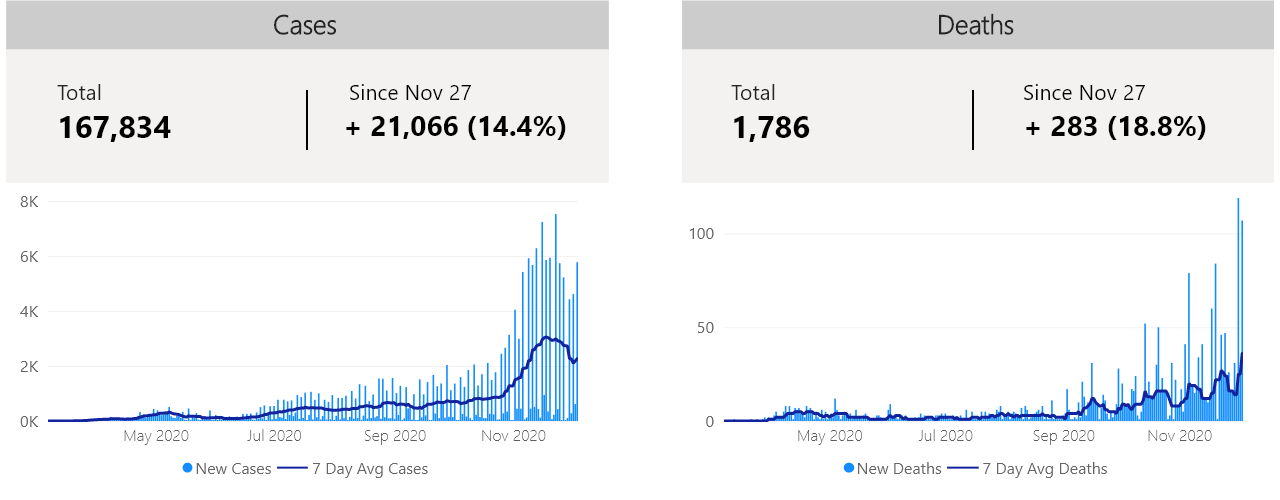 Cases
Total
167,834
Since Nov 27
+ 21,066 (14.4%)
8K
6K
4K
2K
0K
May 2020 Jul 2020 Sep 2020 Nov 2020
New Cases 7 Day Avg Cases
Deaths
Total
1,786
Since Nov 27
+ 283 (18.8%)
100
50
0
May 2020 Jul 2020 Sep 2020 Nov 2020
New Deaths 7 Day Avg Deaths